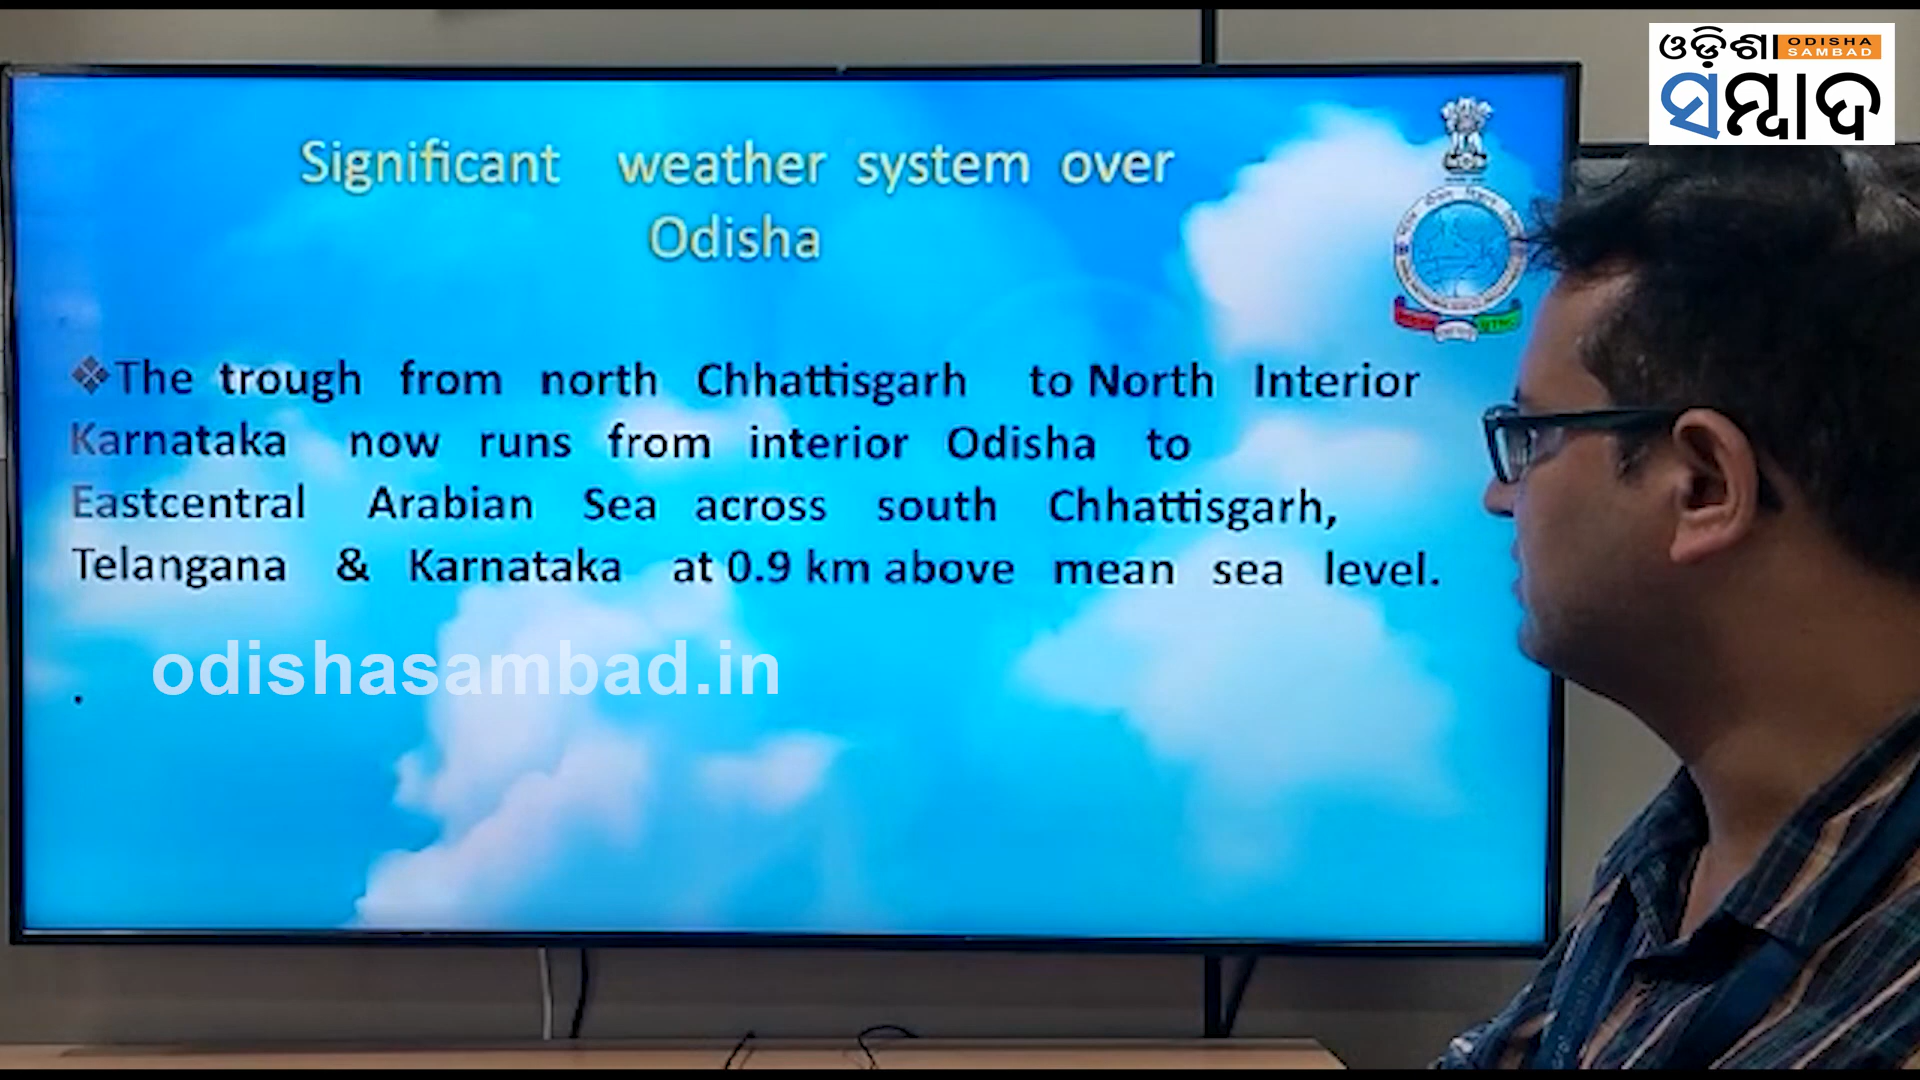 ଓଡ଼ିଶା ODISHA SAMBAD
ସମ୍ବାଦ
Significant weather system over
Odisha
❖The trough from north Chhattisgarh to North Interior
Karnataka now runs from interior Odisha to
Eastcentral Arabian Sea across south Chhattisgarh,
Telangana & Karnataka at 0.9 km above mean sea level.
odishasambad.in